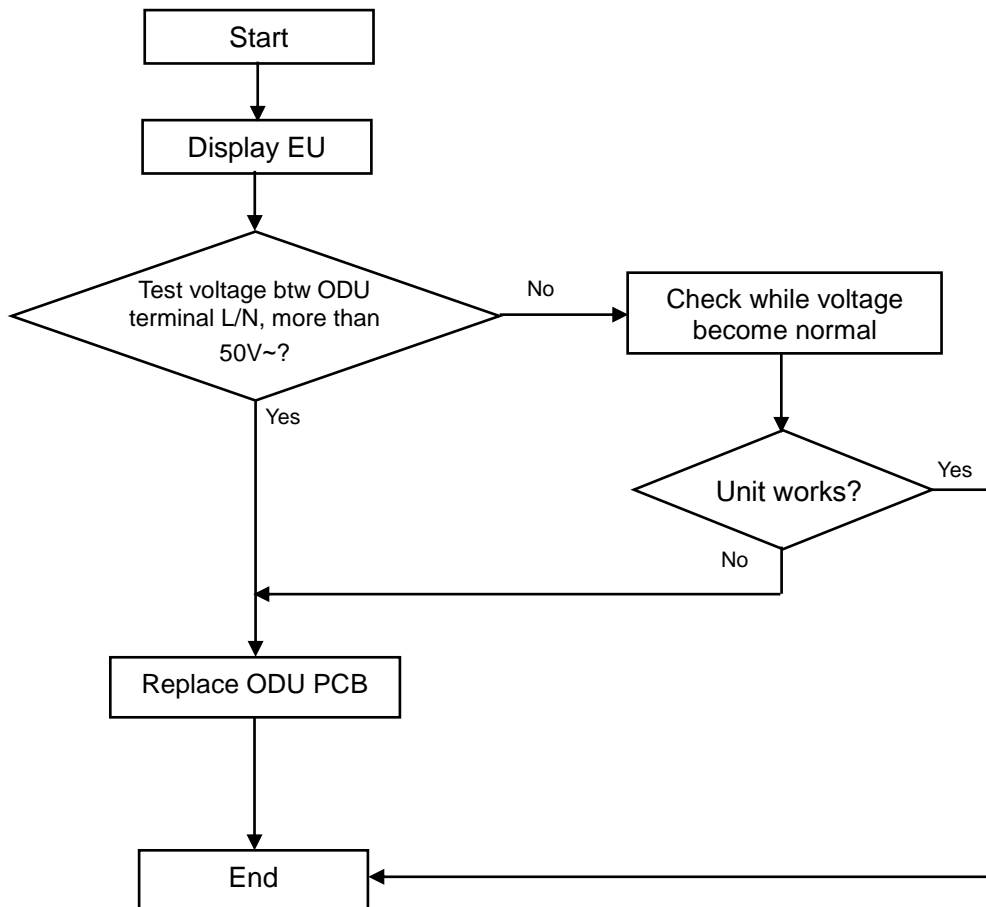 Start
Display EU
Test voltage btw ODU
terminal L/N, more than
50V~?
No
Check while voltage
become normal
Yes
Unit works?
Yes
No
Replace ODU PCB
End